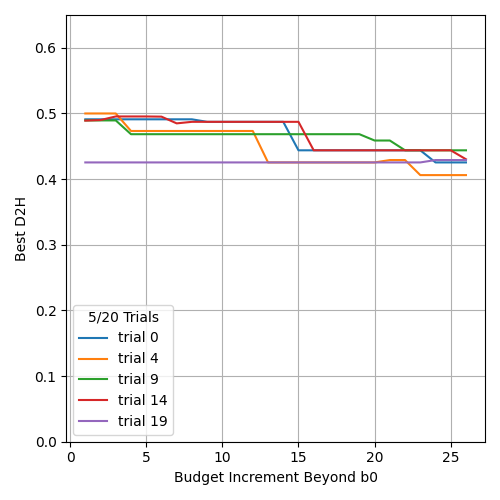 0.6
0.5
0.4
0.3
0.2
0.1
0.0
Best D2H
5/20 Trials
trial 0
trial 4
trial 9
trial 14
trial 19
0 5 10 15 20 25
Budget Increment Beyond b0